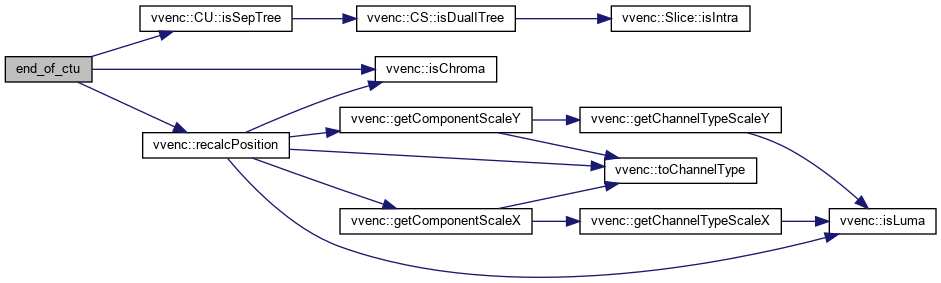 vvenc::CU::isSepTree
vvenc::CS::isDualITree
vvenc::Slice::isIntra
end_of_ctu
vvenc::isChroma
vvenc::getComponentScaleY
vvenc::getChannelTypeScaleY
vvenc::recalcPosition
vvenc::toChannelType
vvenc::getComponentScaleX
vvenc::getChannelTypeScaleX
vvenc::isLuma